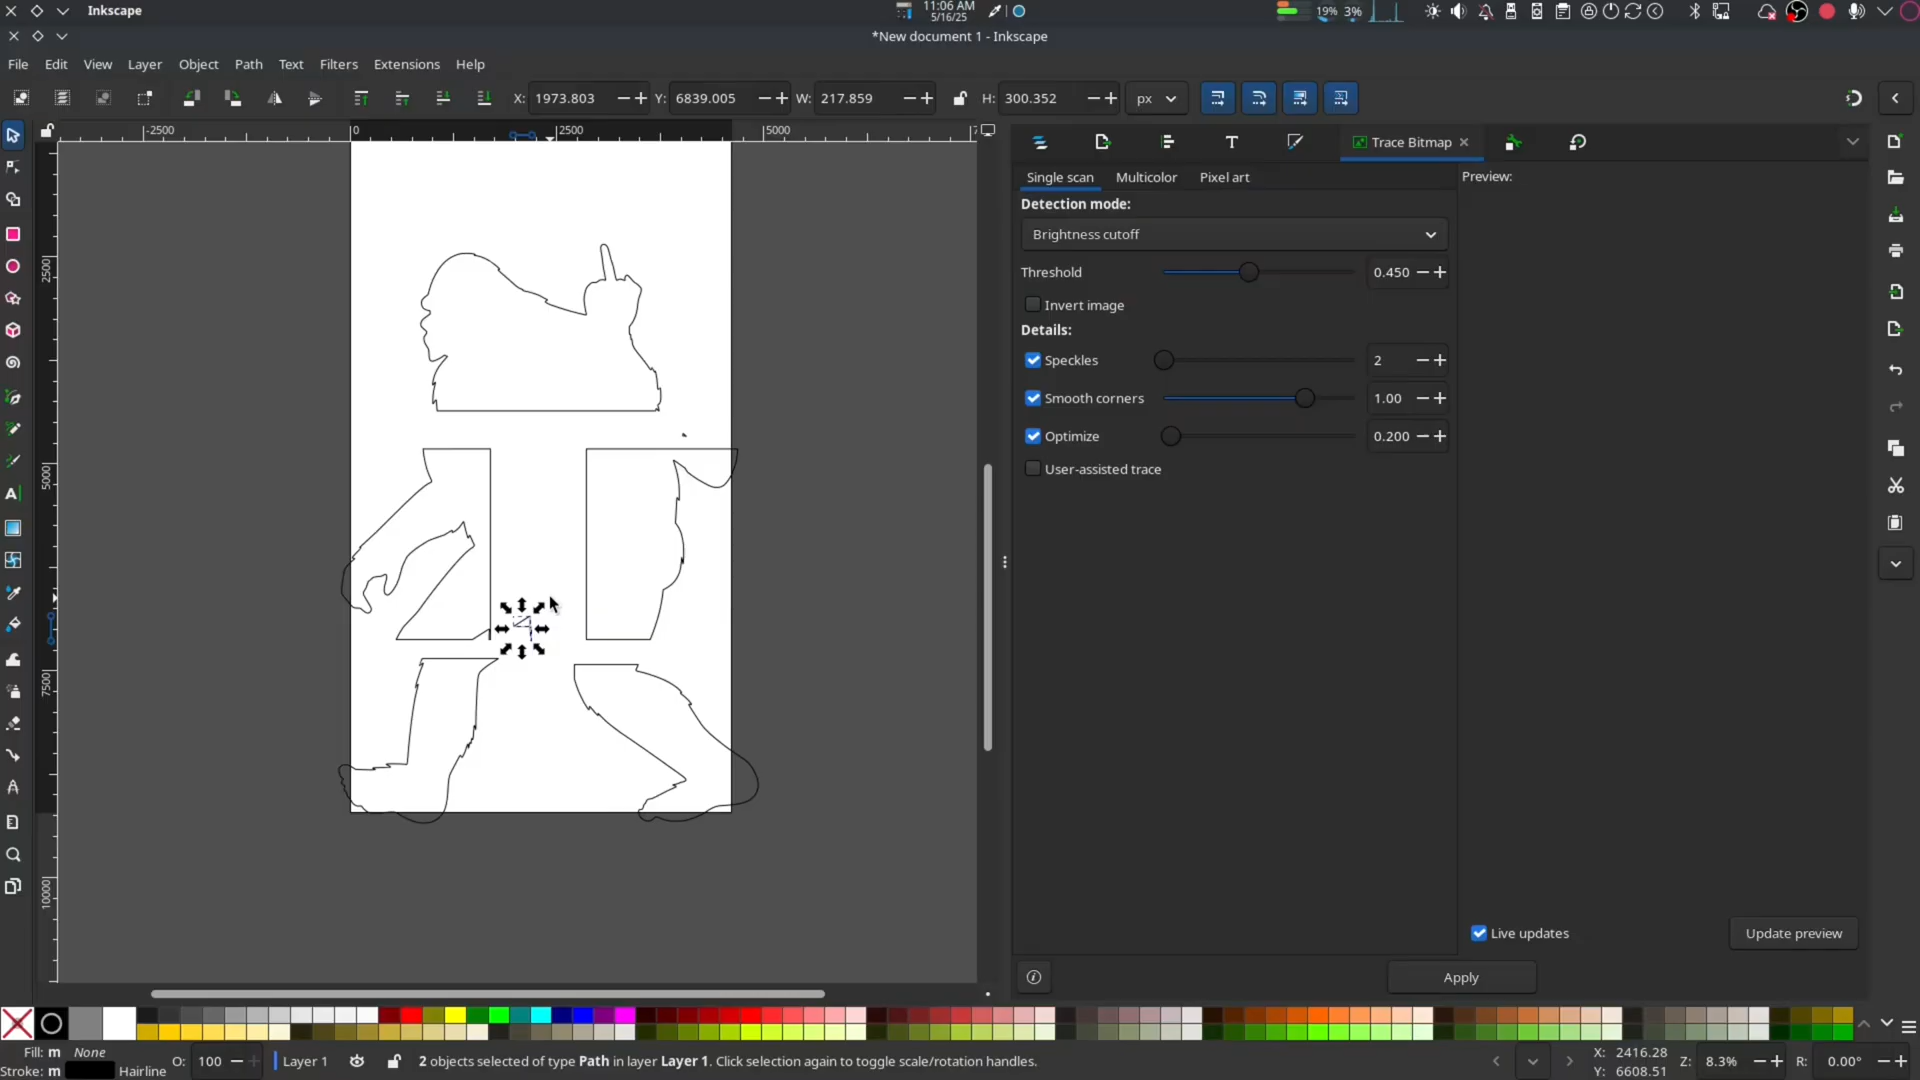 Inkscape
11:06 AM
5/16/25
19% 3%
*New document 1 - Inkscape
File Edit View Layer Object Path Text Filters Extensions Help
X: 1973.803 Y: 6839.005 W: 217.859 H: 300.352 px
-2500 0 2500 5000
2500
5000
7500
10000
Trace Bitmap
Single scan Multicolor Pixel art
Preview:
Detection mode:
Brightness cutoff
Threshold 0.450
Invert image
Details:
Speckles 2
Smooth corners 1.00
Optimize 0.200
User-assisted trace
Live updates Update preview
Apply
Fill: m None
Stroke: m Hairline
O: 100
Layer 1
2 objects selected of type Path in layer Layer 1. Click selection again to toggle scale/rotation handles.
X: 2416.28
Y: 6608.51
Z: 8.3%
R: 0.00°